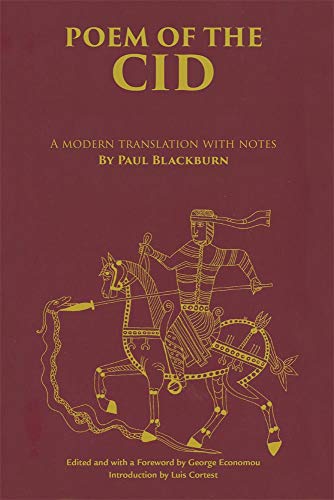 POEM OF THE
CID
A MODERN TRANSLATION WITH NOTES
BY PAUL BLACKBURN
Edited and with a Foreword by George Economou
Introduction by Luis Cortest